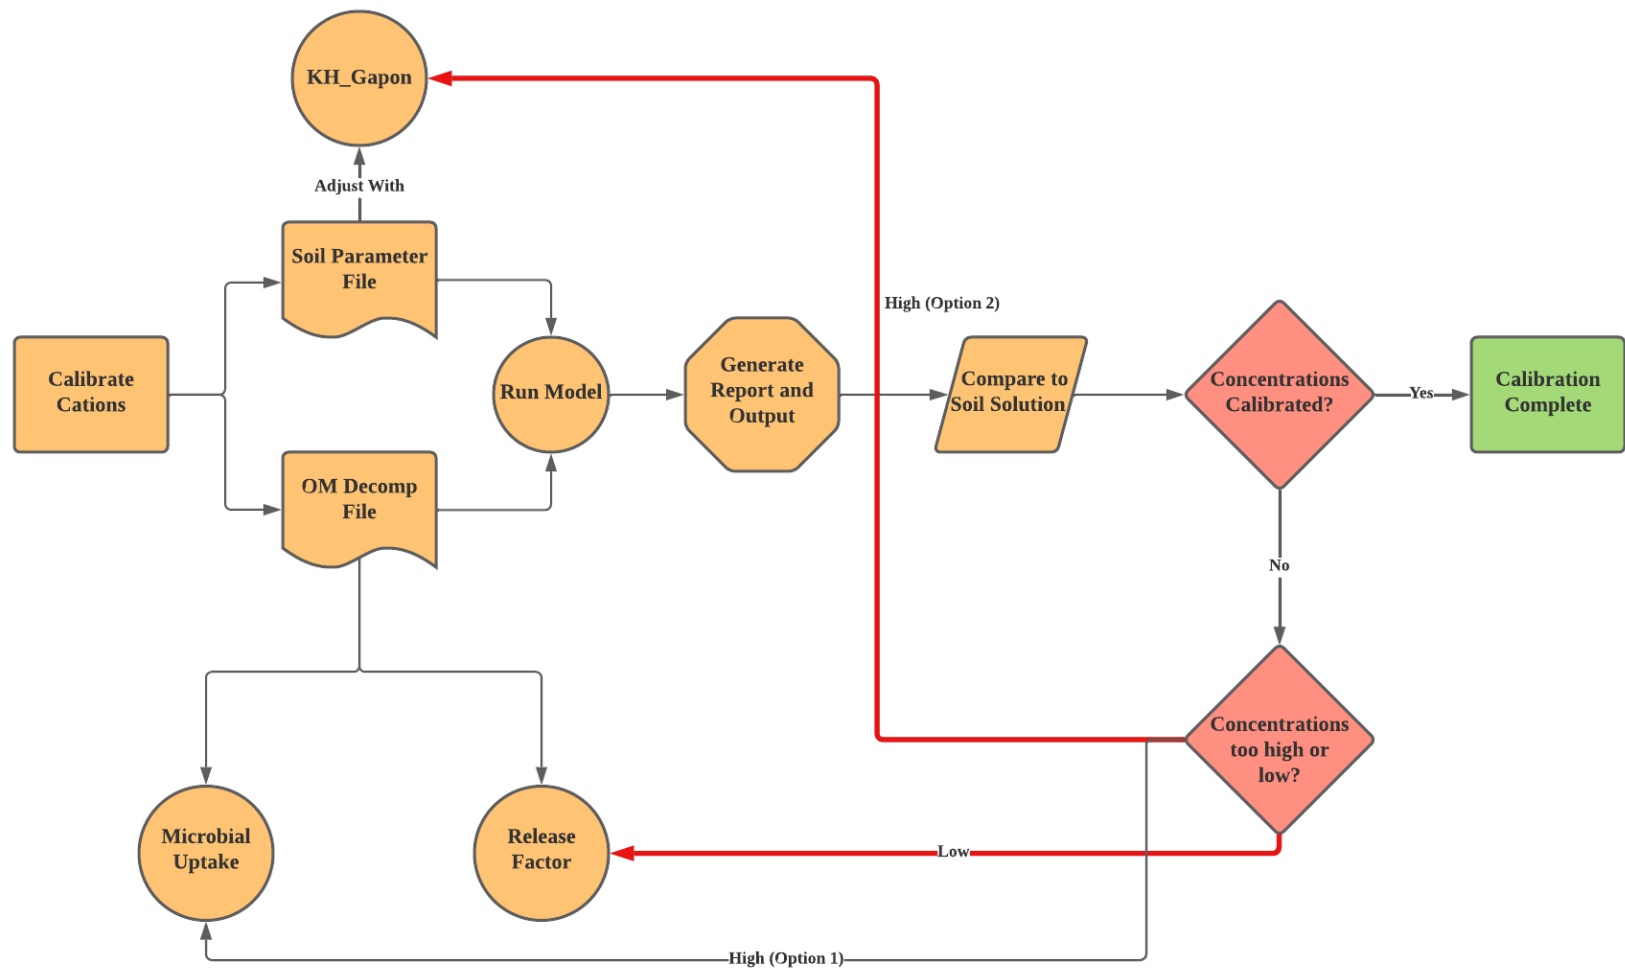 KH_Gapon
Adjust With
Soil Parameter
File
High (Option 2)
Calibrate
Cations
Run Model
Generate
Report and
Output
Compare to
Soil Solution
Concentrations
Calibrated?
Yes
Calibration
Complete
OM Decomp
File
No
Concentrations
too high or
low?
Microbial
Uptake
Release
Factor
Low
High (Option 1)